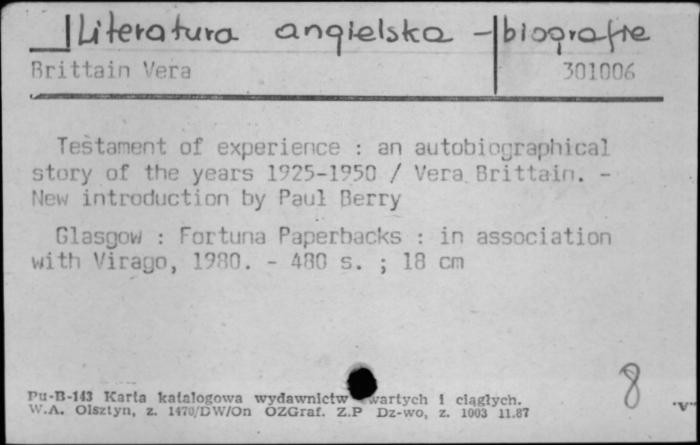 Literatura angielska - biografie
Brittain Vera 301006
Testament of experience : an autobiographical
story of the years 1925-1950 / Vera Brittain. -
New introduction by Paul Berry
Glasgow : Fortuna Paperbacks : in association
with Virago, 1980. - 480 s. ; 18 cm
8
Pu-B-143 Karta katalogowa wydawnictw wartych i ciągłych.
W.A. Olsztyn, z. 1470/DW/On OZGraf. Z.P Dz-wo, z. 1003 11.87
"V"